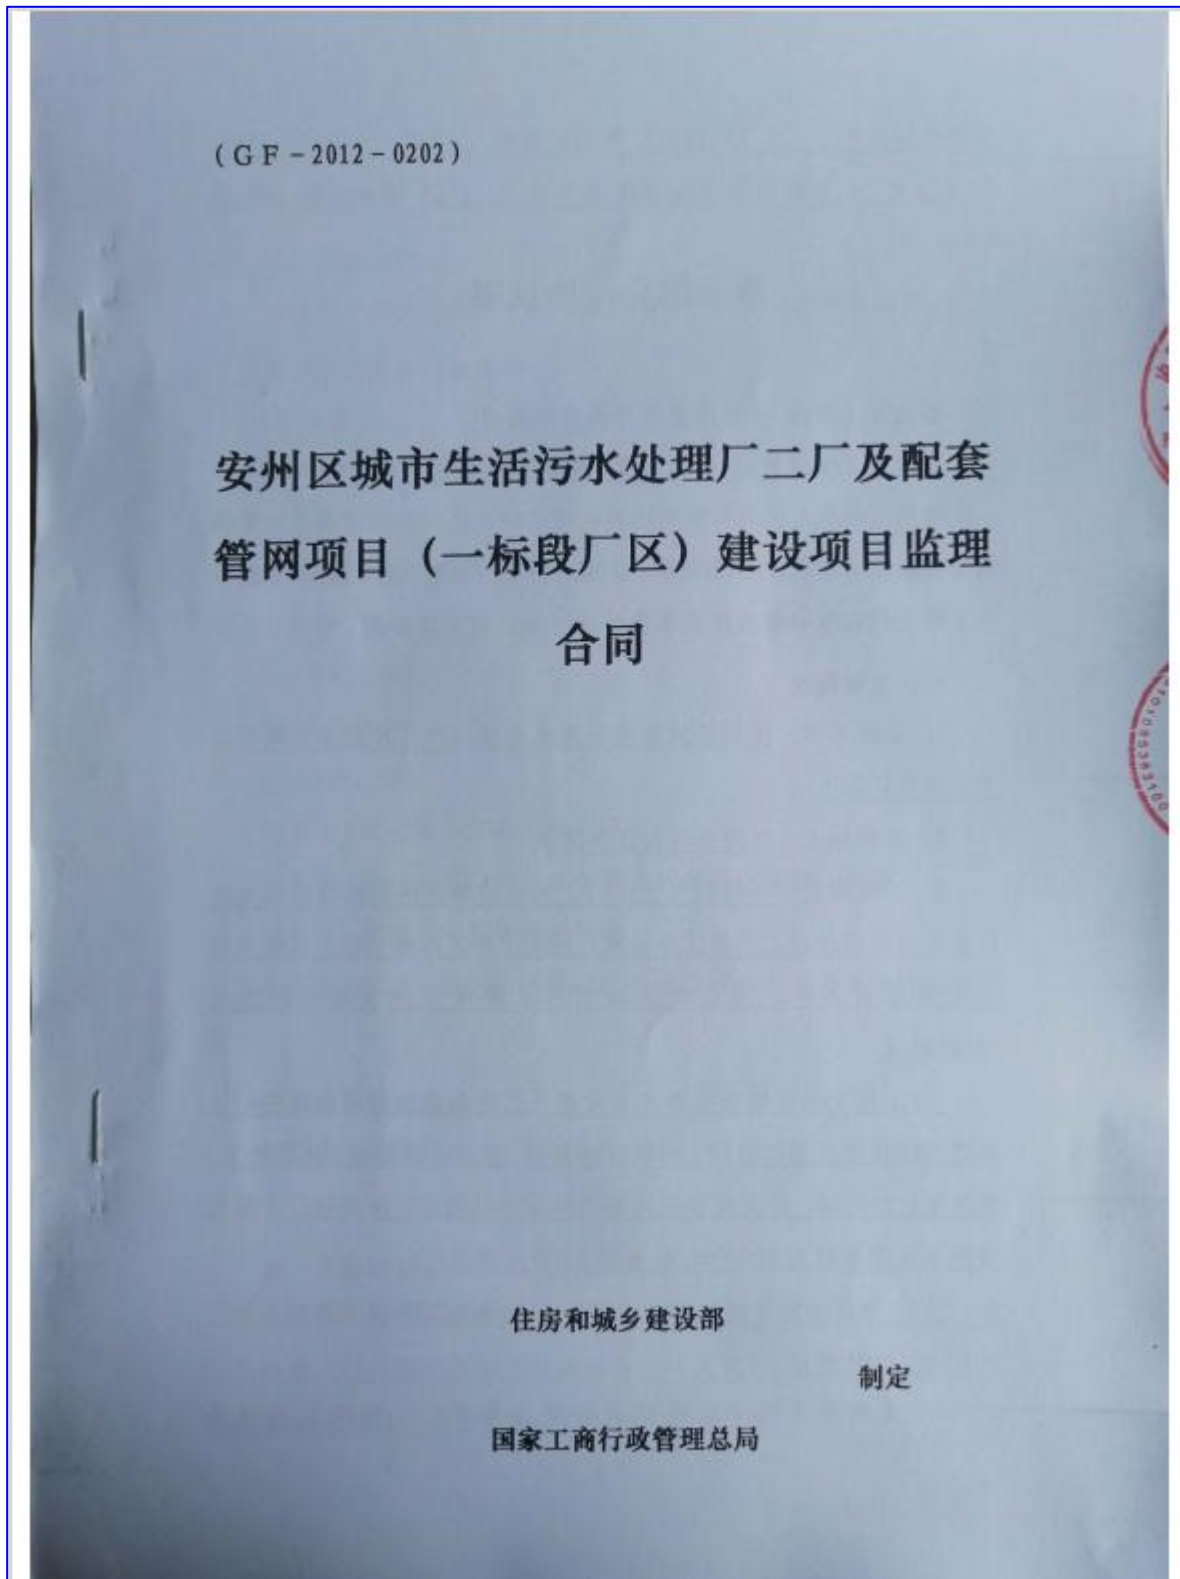 （GF－2012－0202）
安州区城市生活污水处理厂二厂及配套
管网项目（一标段厂区）建设项目监理
合同
住房和城乡建设部
制定
国家工商行政管理总局